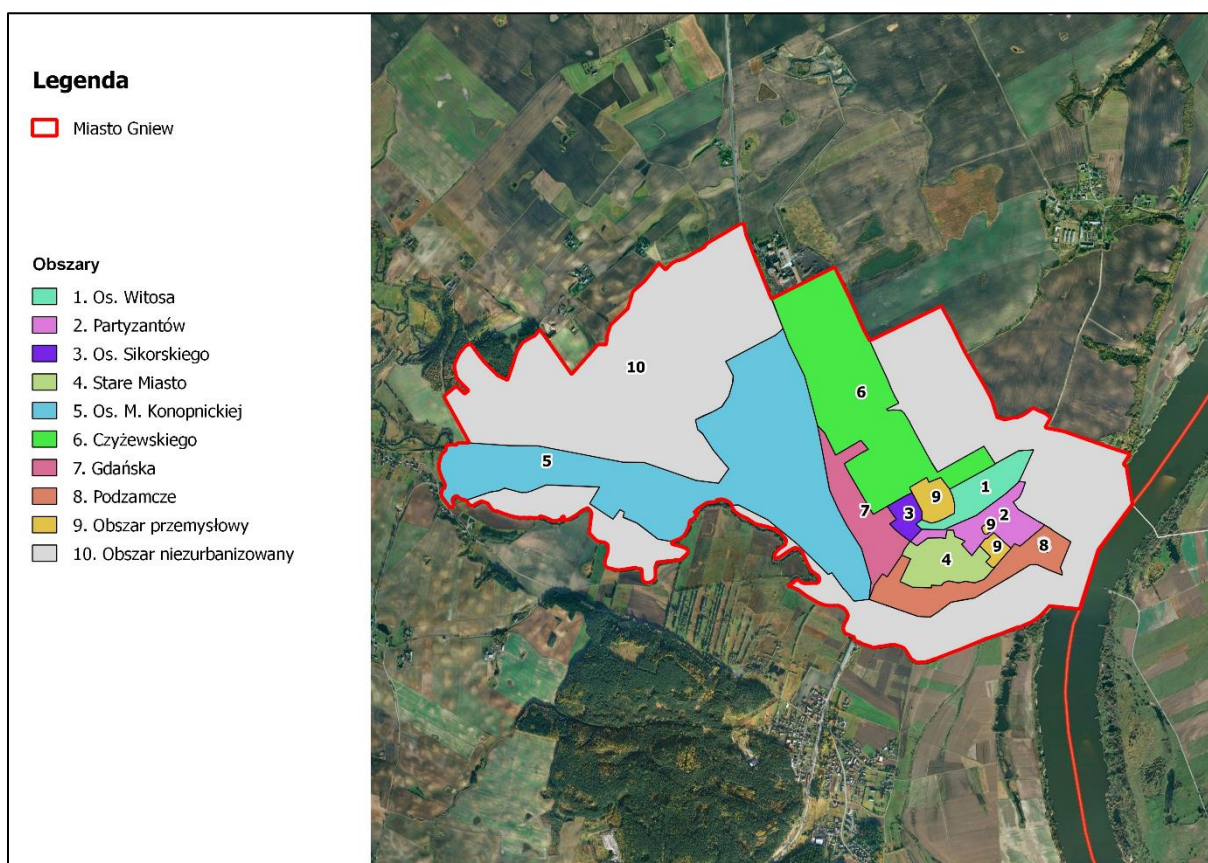 Legenda
Miasto Gniew
Obszary
1. Os. Witosa
2. Partyzantów
3. Os. Sikorskiego
4. Stare Miasto
5. Os. M. Konopnickiej
6. Czyżewskiego
7. Gdańska
8. Podzamcze
9. Obszar przemysłowy
10. Obszar niezurbanizowany
10
6
5
1
9
3
7
2
9
9
8
4